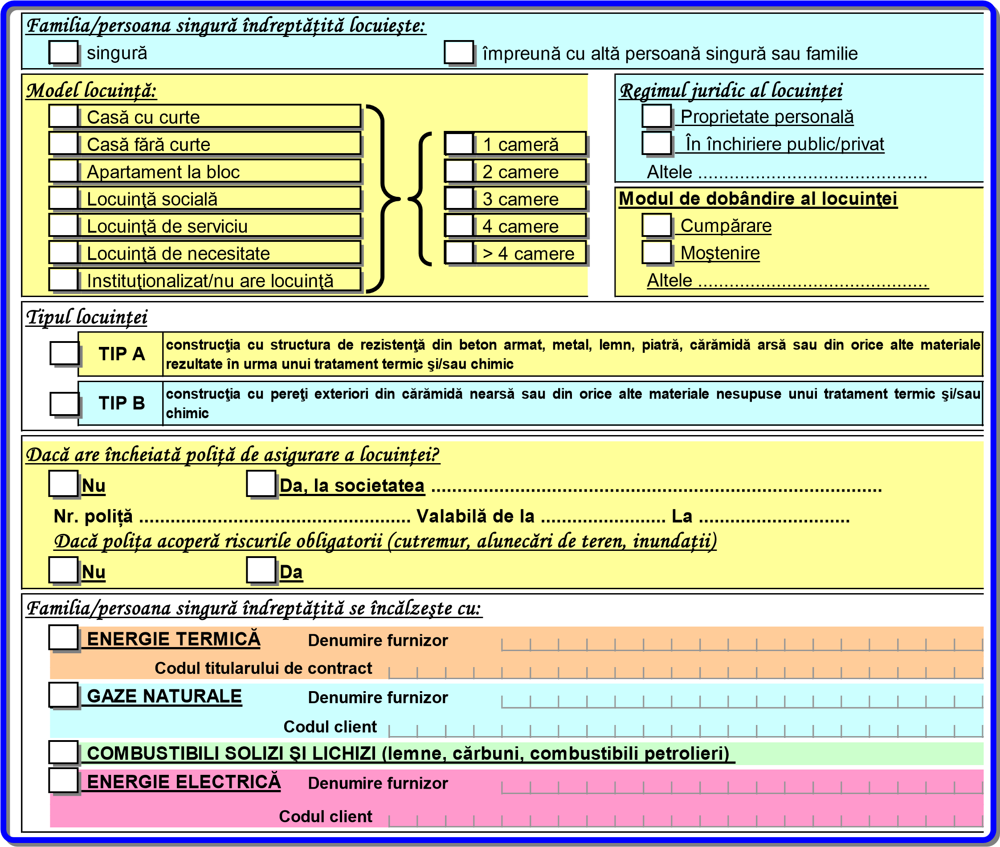 Familia/persoana singură îndreptăţită locuieşte:
singură
împreună cu altă persoană singură sau familie
Model locuinţă:
Casă cu curte
Casă fără curte
Apartament la bloc
Locuinţă socială
Locuinţă de serviciu
Locuinţă de necesitate
Instituţionalizat/nu are locuinţă
1 cameră
2 camere
3 camere
4 camere
> 4 camere
Regimul juridic al locuinţei
Proprietate personală
În închiriere public/privat
Altele ............................................
Modul de dobândire al locuinţei
Cumpărare
Moştenire
Altele ............................................
Tipul locuinţei
TIP A
construcţia cu structura de rezistenţă din beton armat, metal, lemn, piatră, cărămidă arsă sau din orice alte materiale
rezultate în urma unui tratament termic şi/sau chimic
TIP B
construcţia cu pereţi exteriori din cărămidă nearsă sau din orice alte materiale nesupuse unui tratament termic şi/sau
chimic
Dacă are încheiată poliţă de asigurare a locuinţei?
Nu
Da, la societatea ......................................................................................
Nr. poliţă .................................................... Valabilă de la ........................ La .............................
Dacă poliţa acoperă riscurile obligatorii (cutremur, alunecări de teren, inundaţii)
Nu
Da
Familia/persoana singură îndreptăţită se încălzeşte cu:
ENERGIE TERMICĂ Denumire furnizor
Codul titularului de contract
GAZE NATURALE Denumire furnizor
Codul client
COMBUSTIBILI SOLIZI ŞI LICHIZI (lemne, cărbuni, combustibili petrolieri)
ENERGIE ELECTRICĂ Denumire furnizor
Codul client